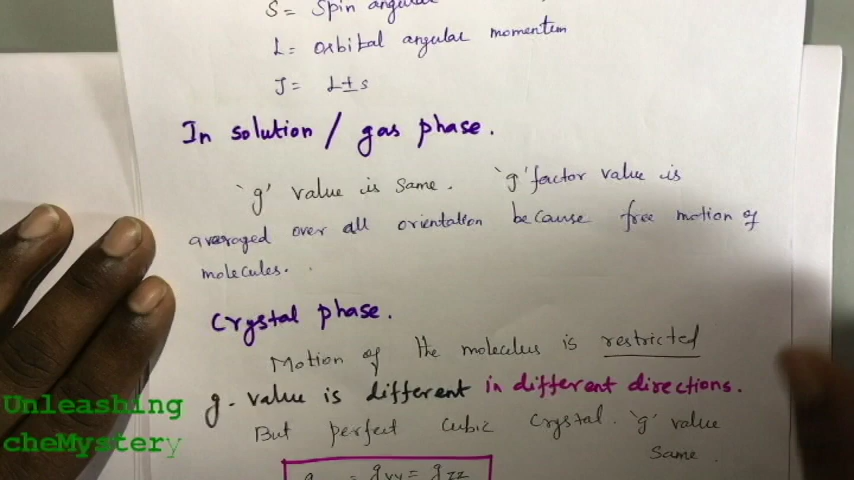 S = Spin angular
L = orbital angular momentum
J = L ± s
In solution / gas phase.
'g' value is same. 'g' factor value is
averaged over all orientation because free motion of
molecules.
Crystal phase.
Motion of the molecules is restricted
g - value is different in different directions.
But perfect cubic crystal. 'g' value
same.
= gyy = gzz
Unleashing
cheMystery